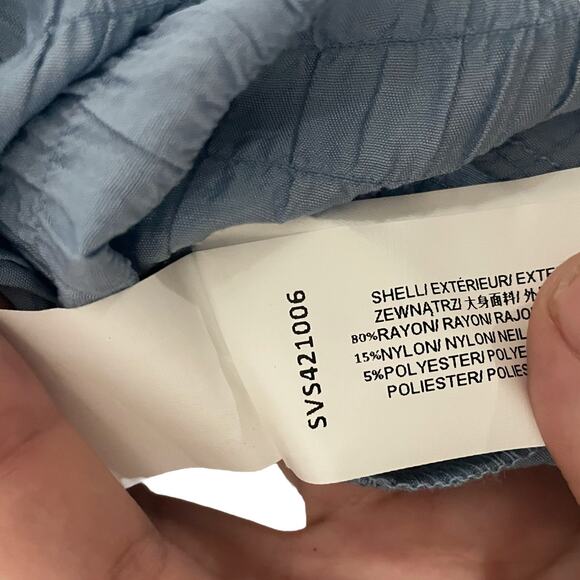 SVS421006
SHELL/ EXTÉRIEUR/ EXTE
ZEWNĄTRZ/ 大身面料/ 外
80%RAYON/ RAYON/ RAJO
15%NYLON/ NYLON/ NEIL
5%POLYESTER/ POLYE
POLIESTER/ POLIES